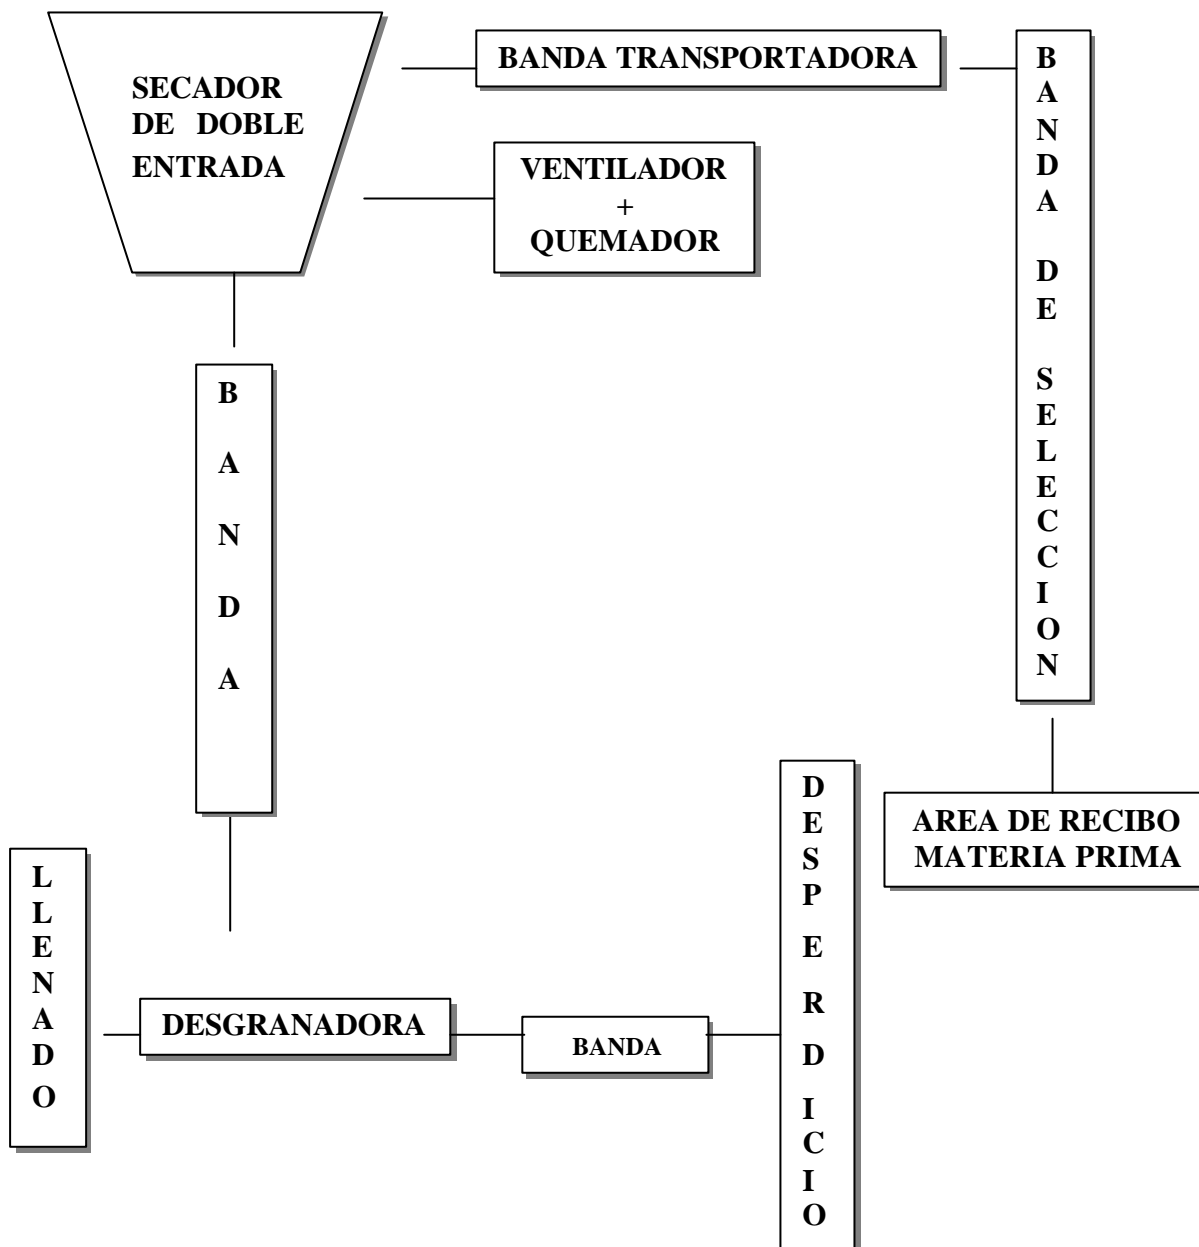 SECADOR
DE DOBLE
ENTRADA
BANDA TRANSPORTADORA
VENTILADOR
+
QUEMADOR
BANDA DE SELECCION
BANDA
AREA DE RECIBO
MATERIA PRIMA
DESPERDICIO
LLENADO
DESGRANADORA
BANDA